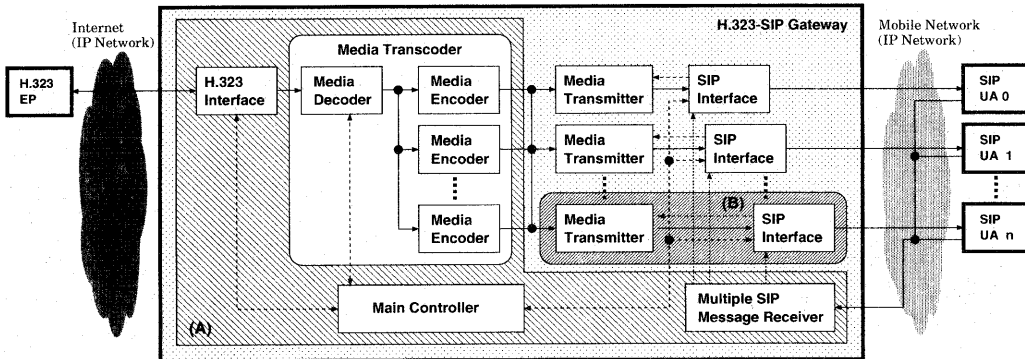 Internet
(IP Network)
H.323-SIP Gateway
Mobile Network
(IP Network)
Media Transcoder
H.323
EP
H.323
Interface
Media
Decoder
Media
Encoder
Media
Transmitter
SIP
Interface
SIP
UA 0
Media
Encoder
Media
Transmitter
SIP
Interface
SIP
UA 1
(B)
Media
Encoder
Media
Transmitter
SIP
Interface
SIP
UA n
Main Controller
Multiple SIP
Message Receiver
(A)